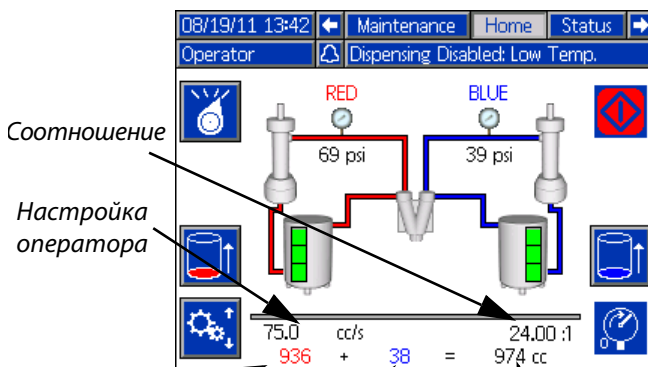 08/19/11 13:42 Maintenance Home Status
Operator Dispensing Disabled: Low Temp.
RED BLUE
Соотношение
69 psi 39 psi
Настройка
оператора
75.0 cc/s 24.00 :1
936 + 38 = 974 cc